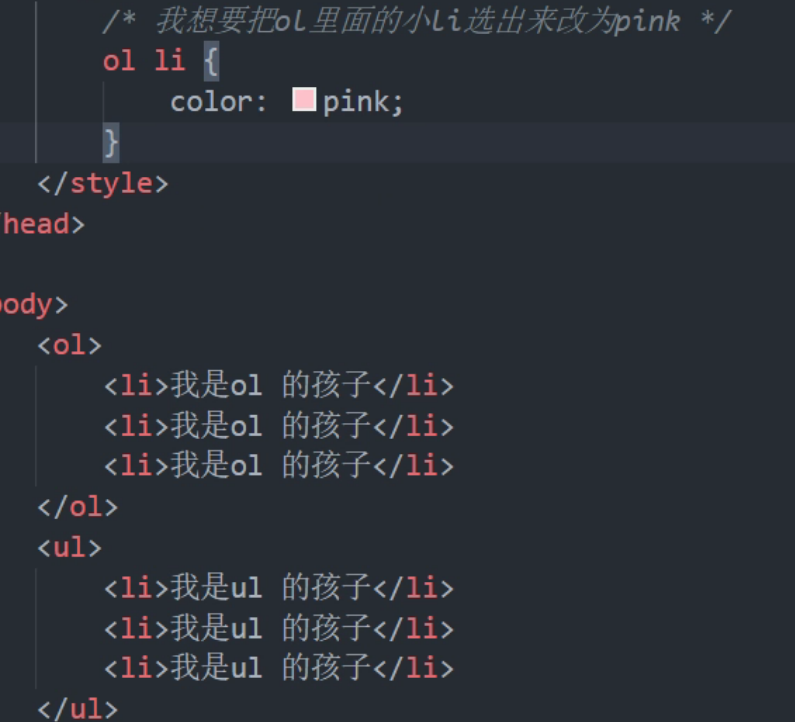 /* 我想要把ol里面的小li选出来改为pink */
ol li {
color: pink;
}
</style>
/head>
body>
<ol>
<li>我是ol 的孩子</li>
<li>我是ol 的孩子</li>
<li>我是ol 的孩子</li>
</ol>
<ul>
<li>我是ul 的孩子</li>
<li>我是ul 的孩子</li>
<li>我是ul 的孩子</li>
</ul>